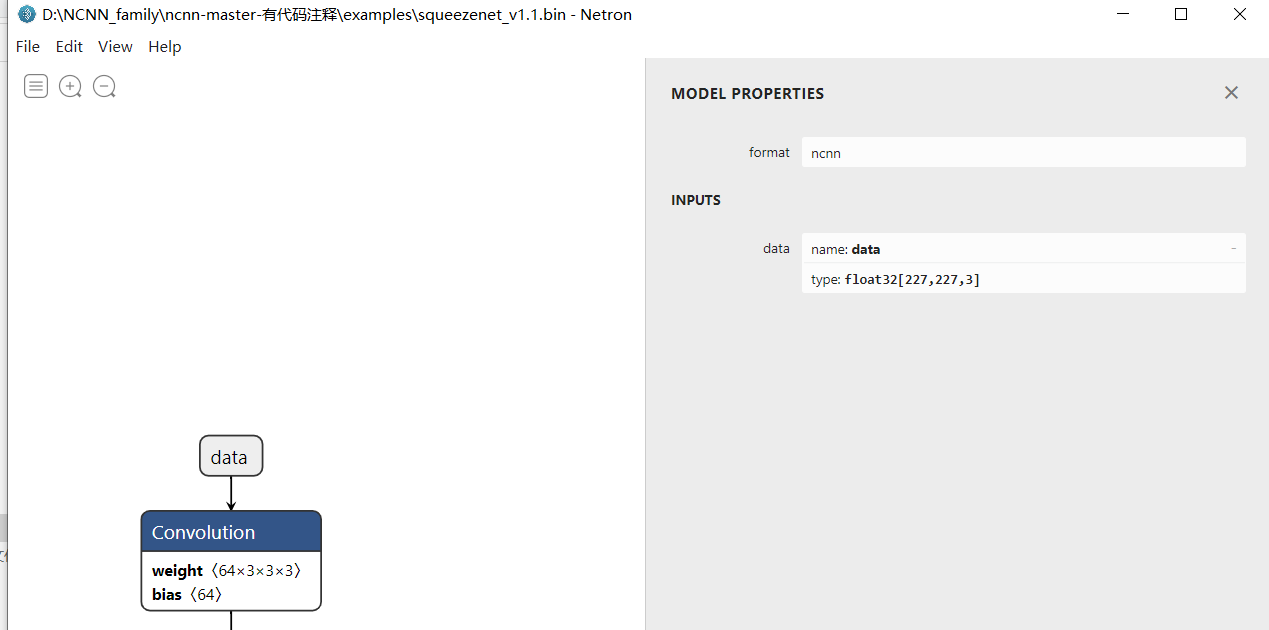 D:\NCNN_family\ncnn-master-有代码注释\examples\squeezenet_v1.1.bin - Netron
File Edit View Help
MODEL PROPERTIES
format ncnn
INPUTS
data name: data -
type: float32[227,227,3]
data
Convolution
weight〈64×3×3×3〉
bias〈64〉